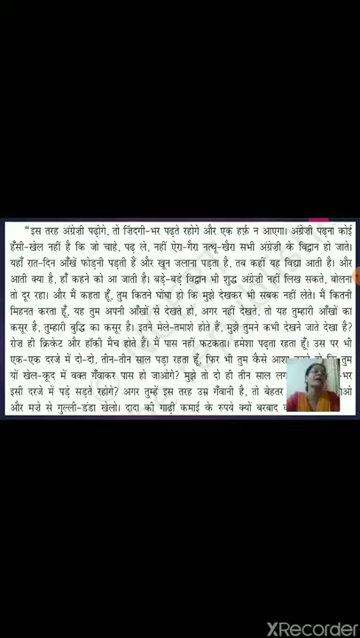 "इस तरह अंग्रेजी पढ़ोगे, तो जिंदगी-भर पढ़ते रहोगे और एक हर्फ़ न आएगा। अंग्रेजी पढ़ना कोई
हँसी-खेल नहीं है कि जो चाहे, पढ़ ले, नहीं ऐरा-गैरा नत्थू-खैरा सभी अंग्रेजी के विद्वान हो जाते।
यहाँ रात-दिन आँखें फोड़नी पड़ती हैं और खून जलाना पड़ता है, तब कहीं वह विद्या आती है। और
आती क्या है, हाँ कहने को आ जाती है। बड़े-बड़े विद्वान भी शुद्ध अंग्रेजी नहीं लिख सकते, बोलना
तो दूर रहा। और मैं कहता हूँ, तुम कितने घोंघा हो कि मुझे देखकर भी सबक नहीं लेते। मैं कितनी
मिहनत करता हूँ, यह तुम अपनी आँखों से देखते हो, अगर नहीं देखते, तो यह तुम्हारी आँखों का
कसूर है, तुम्हारी बुद्धि का कसूर है। इतने मेले-तमाशे होते हैं, मुझे तुमने कभी देखने जाते देखा है?
रोज ही क्रिकेट और हॉकी मैच होते हैं। मैं पास नहीं फटकता। हमेशा पढ़ता रहता हूँ। उस पर भी
एक-एक दरजे में दो-दो, तीन-तीन साल पड़ा रहता हूँ, फिर भी तुम कैसे आशा तुम
यों खेल-कूद में वक्त गँवाकर पास हो जाओगे? मुझे तो दो ही तीन साल भर
इसी दरजे में पड़े सड़ते रहोगे? अगर तुम्हें इस तरह उम्र गँवानी है, तो बेहतर
और मजे से गुल्ली-डंडा खेलो। दादा की गाढ़ी कमाई के रुपये क्यों बरबाद
XRecorder